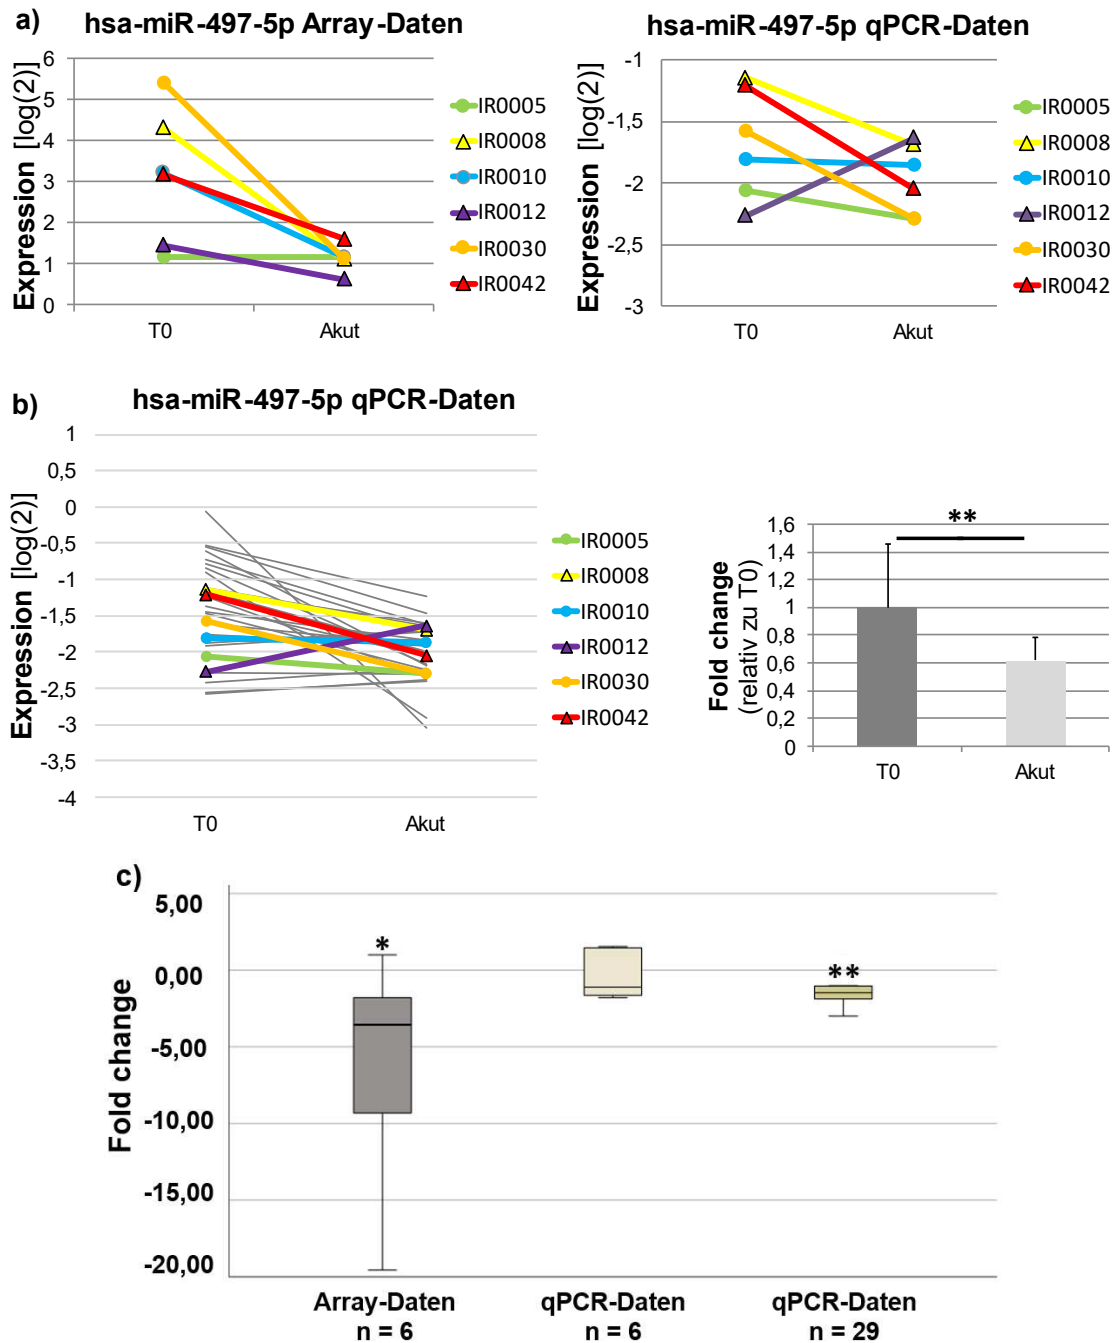 a)
hsa-miR-497-5p Array-Daten
Expression [log(2)]
6
5
4
3
2
1
0
T0 Akut
IR0005
IR0008
IR0010
IR0012
IR0030
IR0042
hsa-miR-497-5p qPCR-Daten
Expression [log(2)]
-1
-1,5
-2
-2,5
-3
T0 Akut
IR0005
IR0008
IR0010
IR0012
IR0030
IR0042
b)
hsa-miR-497-5p qPCR-Daten
Expression [log(2)]
1
0,5
0
-0,5
-1
-1,5
-2
-2,5
-3
-3,5
-4
T0 Akut
IR0005
IR0008
IR0010
IR0012
IR0030
IR0042
Fold change
(relativ zu T0)
1,6
1,4
1,2
1
0,8
0,6
0,4
0,2
0
**
T0 Akut
c)
Fold change
5,00
0,00
-5,00
-10,00
-15,00
-20,00
*
**
Array-Daten qPCR-Daten qPCR-Daten
n = 6 n = 6 n = 29